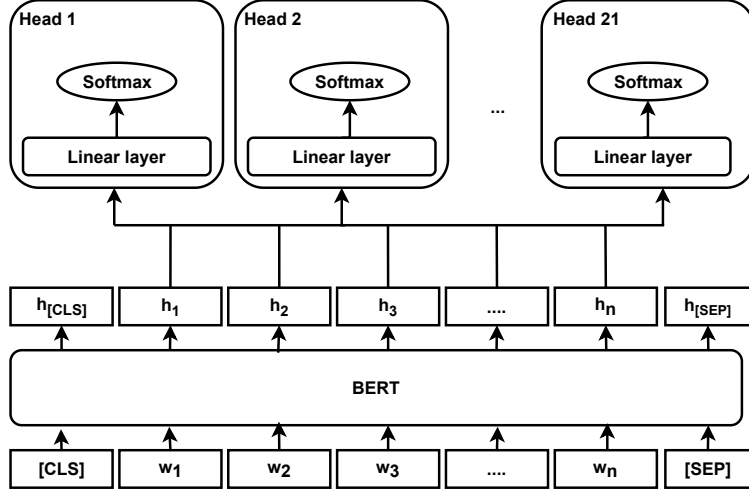 Head 1 Head 2 Head 21
Softmax Softmax ... Softmax
Linear layer Linear layer Linear layer
h[CLS] h1 h2 h3 .... hn h[SEP]
BERT
[CLS] w1 w2 w3 .... wn [SEP]